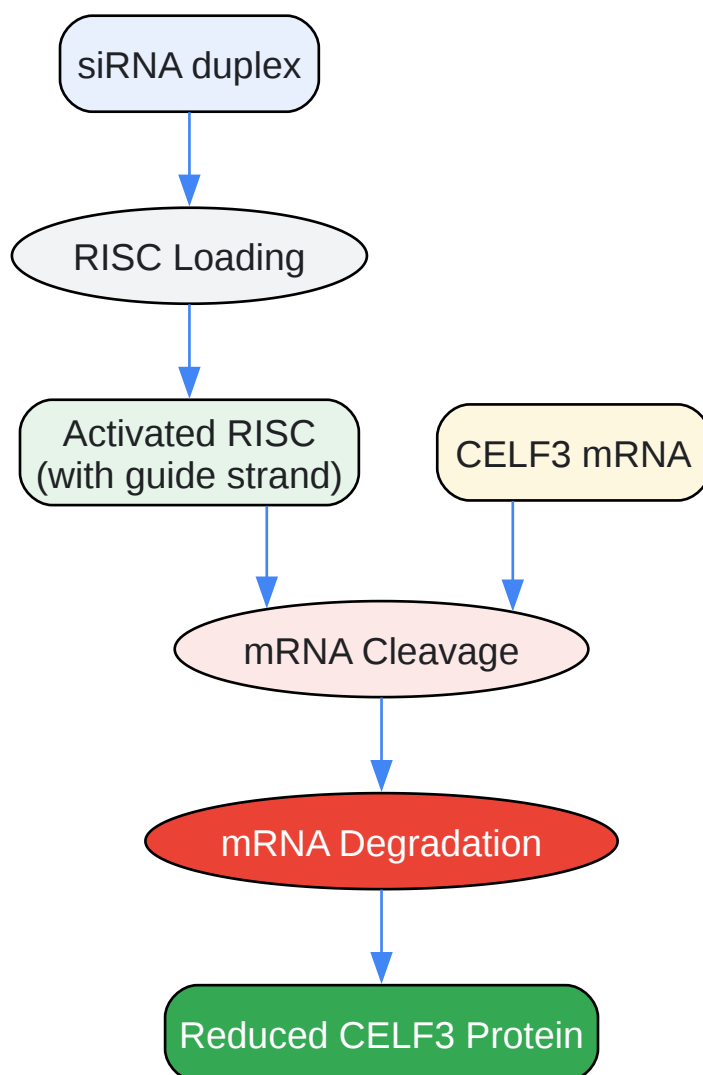 siRNA duplex
RISC Loading
Activated RISC
(with guide strand)
CELF3 mRNA
mRNA Cleavage
mRNA Degradation
Reduced CELF3 Protein